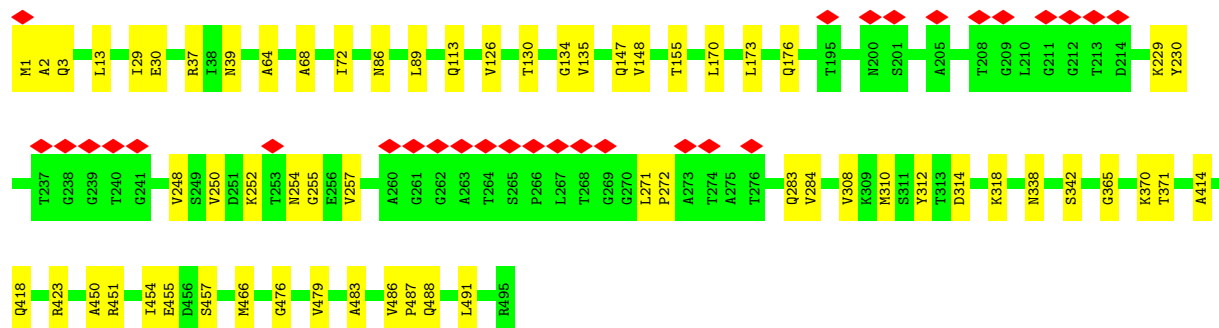 M1 A2 Q3 L13 I29 E30 R37 I38 N39 A64 A68 I72 N86 L89 Q113 V126 T130 G134 V135 Q147 V148 T155 L170 L173 Q176 T195 N200 S201 A205 T208 G209 L210 G211 G212 T213 D214 K229 Y230
T237 G238 G239 T240 G241 V248 S249 V250 D251 K252 T253 N254 G255 E256 V257 A260 G261 G262 A263 T264 S265 P266 L267 T268 G269 G270 L271 P272 A273 T274 A275 T276 Q283 V284 V308 K309 M310 S311 Y312 T313 D314 K318 N338 S342 G365 K370 T371 A414
Q418 R423 A450 R451 I454 E455 D456 S457 M466 G476 V479 A483 V486 P487 Q488 L491 R495